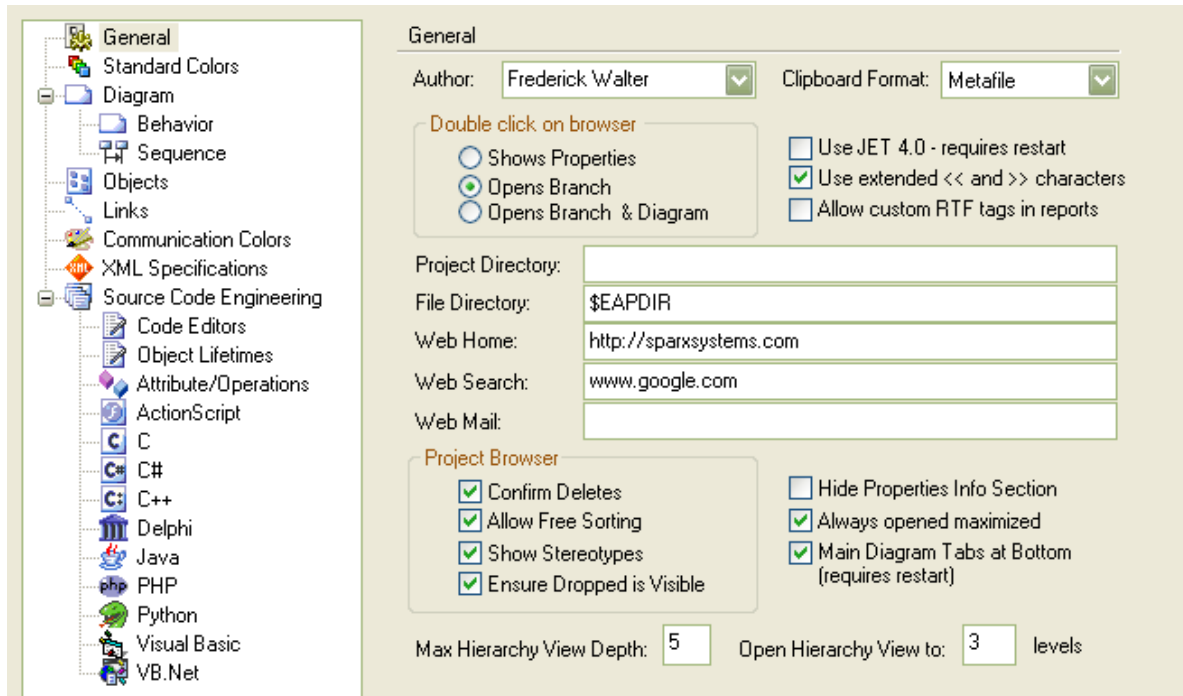 General
Standard Colors
Diagram
Behavior
Sequence
Objects
Links
Communication Colors
XML Specifications
Source Code Engineering
Code Editors
Object Lifetimes
Attribute/Operations
ActionScript
C
C#
C++
Delphi
Java
PHP
Python
Visual Basic
VB.Net
General
Author: Frederick Walter Clipboard Format: Metafile
Double click on browser
Shows Properties
Opens Branch
Opens Branch & Diagram
Use JET 4.0 - requires restart
Use extended << and >> characters
Allow custom RTF tags in reports
Project Directory:
File Directory: $EAPDIR
Web Home: http://sparxsystems.com
Web Search: www.google.com
Web Mail:
Project Browser
Confirm Deletes
Allow Free Sorting
Show Stereotypes
Ensure Dropped is Visible
Hide Properties Info Section
Always opened maximized
Main Diagram Tabs at Bottom
(requires restart)
Max Hierarchy View Depth: 5 Open Hierarchy View to: 3 levels